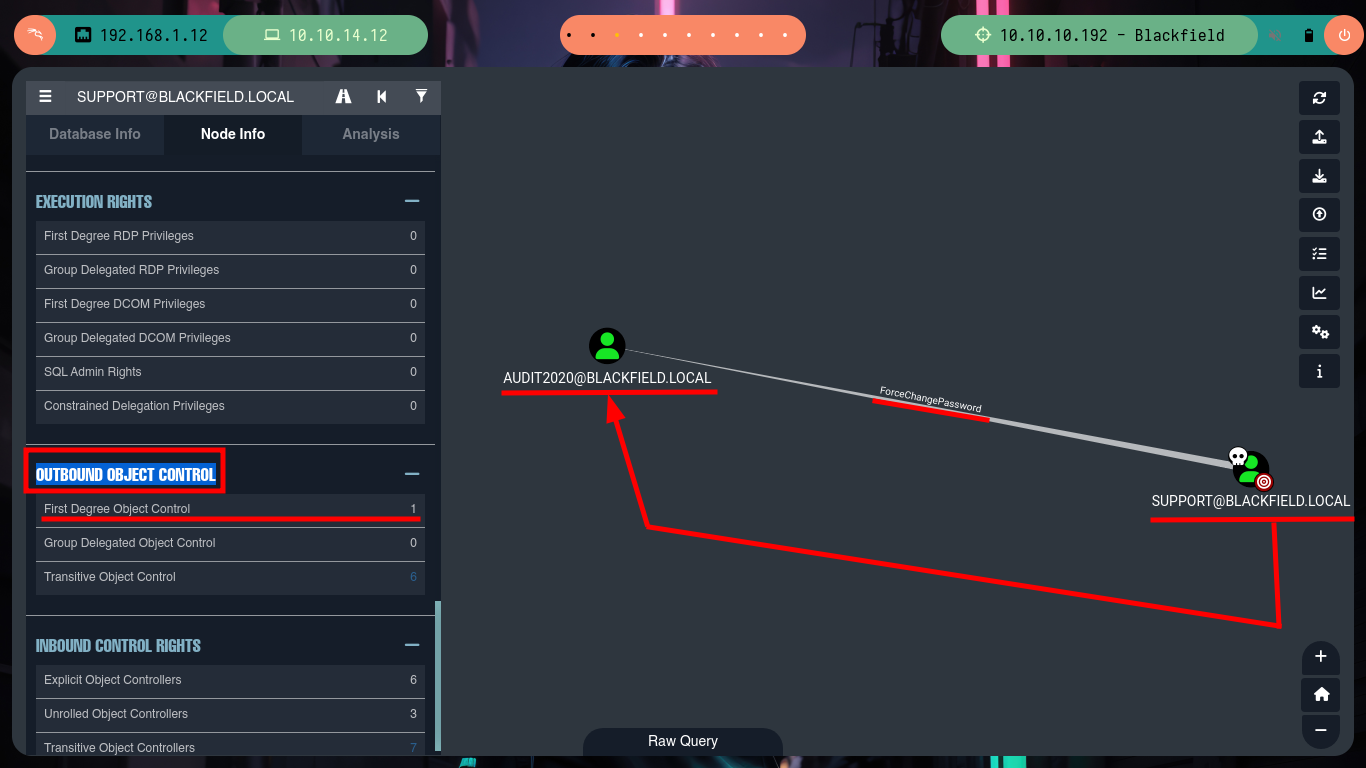 192.168.1.12
10.10.14.12
10.10.10.192 – Blackfield
SUPPORT@BLACKFIELD.LOCAL
Database Info
Node Info
Analysis
EXECUTION RIGHTS
First Degree RDP Privileges 0
Group Delegated RDP Privileges 0
First Degree DCOM Privileges 0
Group Delegated DCOM Privileges 0
SQL Admin Rights 0
Constrained Delegation Privileges 0
OUTBOUND OBJECT CONTROL
First Degree Object Control 1
Group Delegated Object Control 0
Transitive Object Control 6
INBOUND CONTROL RIGHTS
Explicit Object Controllers 6
Unrolled Object Controllers 3
Transitive Object Controllers 7
AUDIT2020@BLACKFIELD.LOCAL
ForceChangePassword
SUPPORT@BLACKFIELD.LOCAL
Raw Query